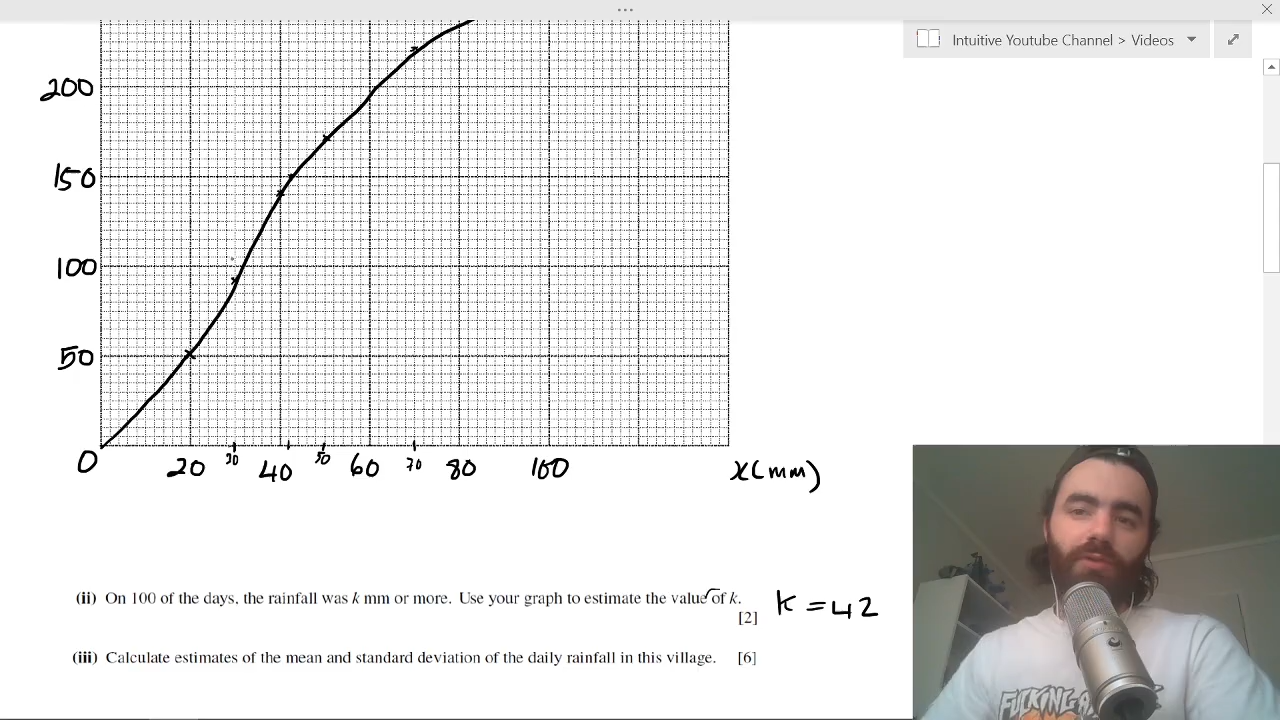 ...
Intuitive Youtube Channel > Videos
200
150
100
50
0 20 30 40 50 60 70 80 100 x(mm)
(ii) On 100 of the days, the rainfall was k mm or more. Use your graph to estimate the value of k.
[2]
k = 42
(iii) Calculate estimates of the mean and standard deviation of the daily rainfall in this village. [6]